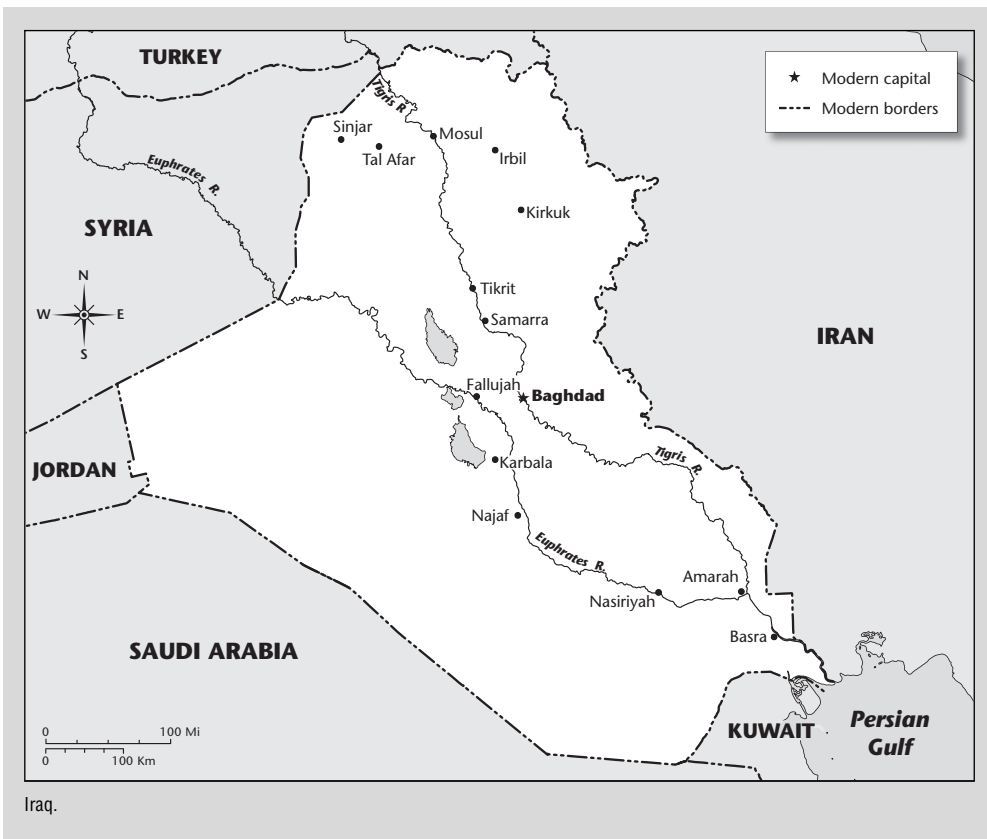 TURKEY
Modern capital
Modern borders
Tigris R
Sinjar
Mosul
Tal Afar
Irbil
Euphrates R.
Kirkuk
SYRIA
N
W
E
S
Tikrit
Samarra
IRAN
Fallujah
Baghdad
JORDAN
Karbala
Tigris R.
Najaf
Euphrates R.
Amarah
Nasiriyah
Basra
SAUDI ARABIA
KUWAIT
Persian
Gulf
0 100 Mi
0 100 Km
Iraq.